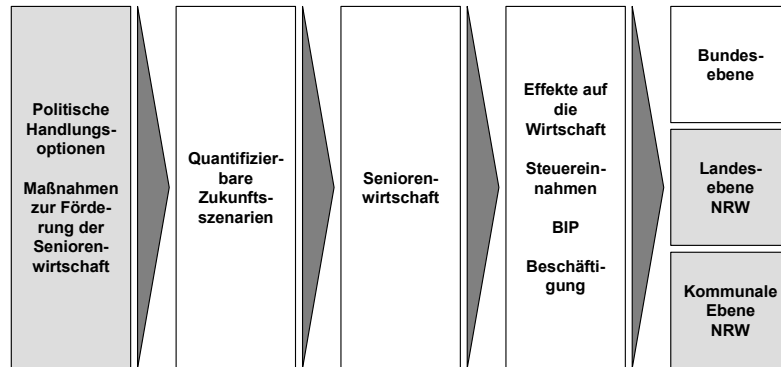 Politische
Handlungs-
optionen
Maßnahmen
zur Förde-
rung der
Senioren-
wirtschaft
Quantifizier-
bare
Zukunfts-
szenarien
Senioren-
wirtschaft
Effekte auf
die
Wirtschaft
Steuerein-
nahmen
BIP
Beschäfti-
gung
Bundes-
ebene
Landes-
ebene
NRW
Kommunale
Ebene
NRW